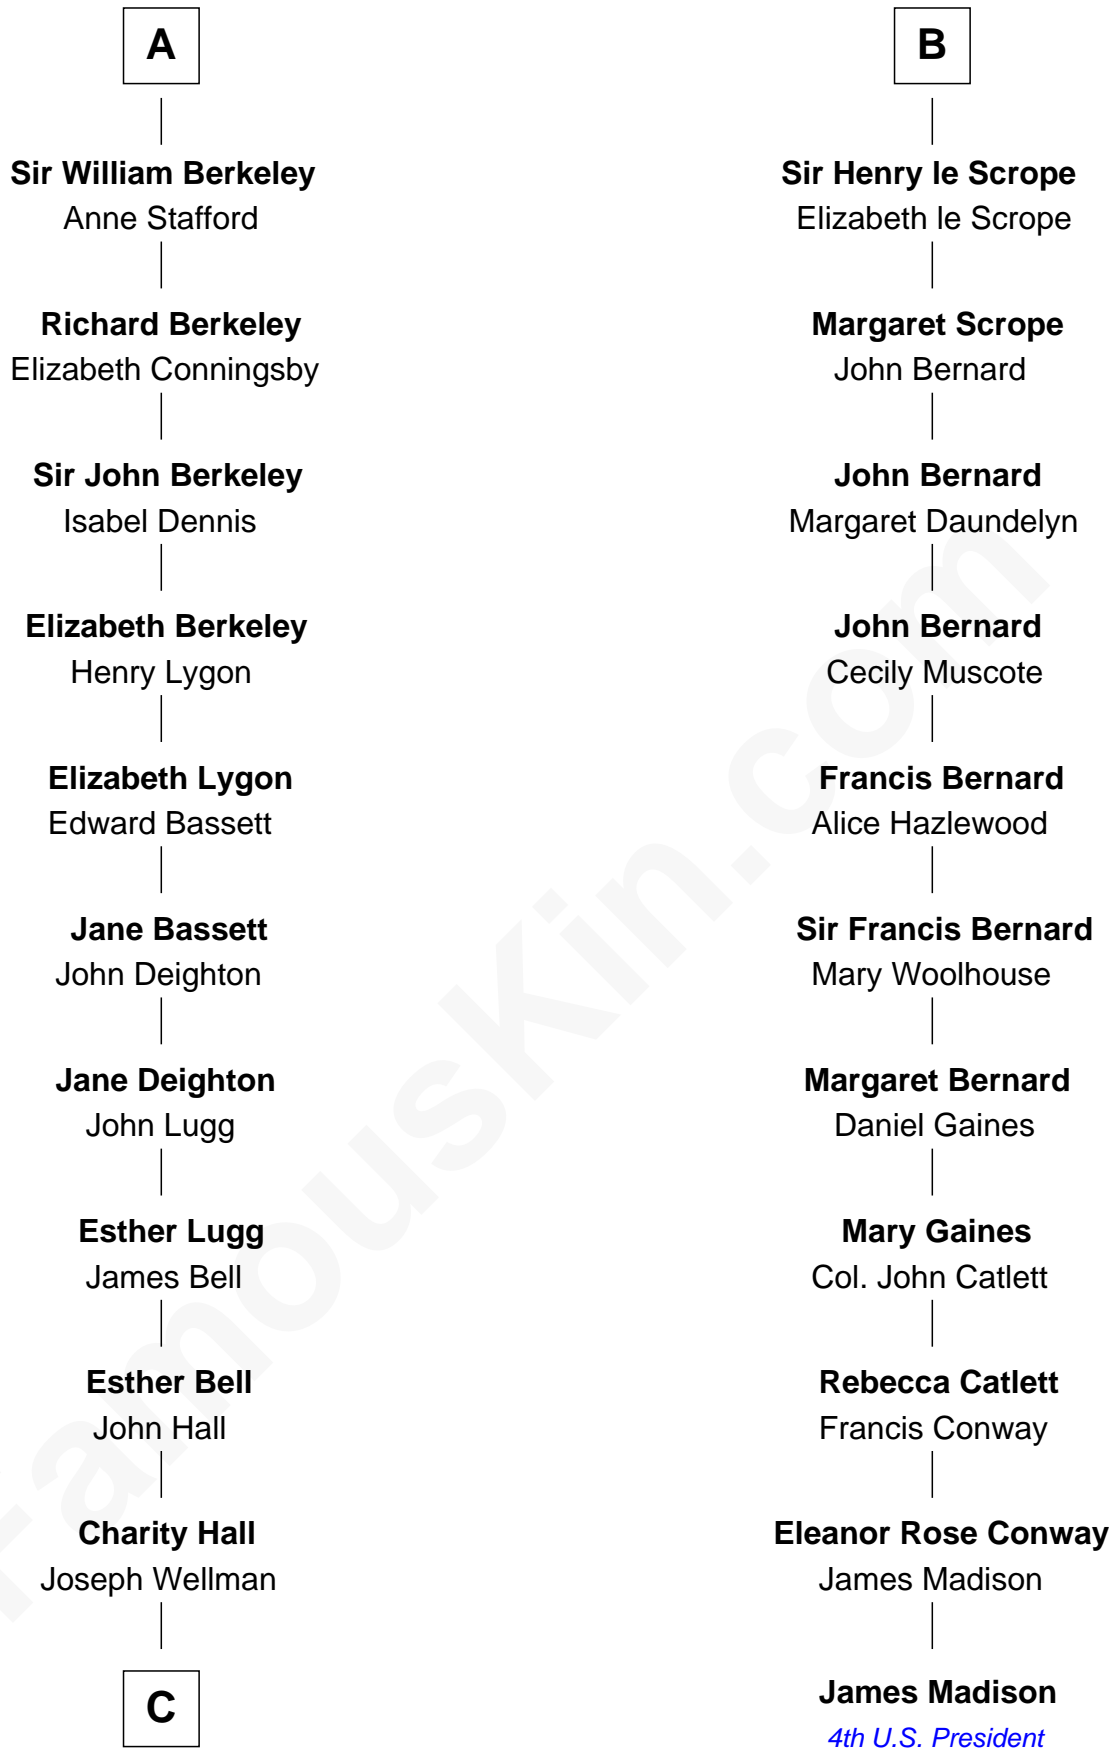 A
Sir William Berkeley
Anne Stafford
Richard Berkeley
Elizabeth Conningsby
Sir John Berkeley
Isabel Dennis
Elizabeth Berkeley
Henry Lygon
Elizabeth Lygon
Edward Bassett
Jane Bassett
John Deighton
Jane Deighton
John Lugg
Esther Lugg
James Bell
Esther Bell
John Hall
Charity Hall
Joseph Wellman
C
B
Sir Henry le Scrope
Elizabeth le Scrope
Margaret Scrope
John Bernard
John Bernard
Margaret Daundelyn
John Bernard
Cecily Muscote
Francis Bernard
Alice Hazlewood
Sir Francis Bernard
Mary Woolhouse
Margaret Bernard
Daniel Gaines
Mary Gaines
Col. John Catlett
Rebecca Catlett
Francis Conway
Eleanor Rose Conway
James Madison
James Madison
4th U.S. President
FamousKin.com